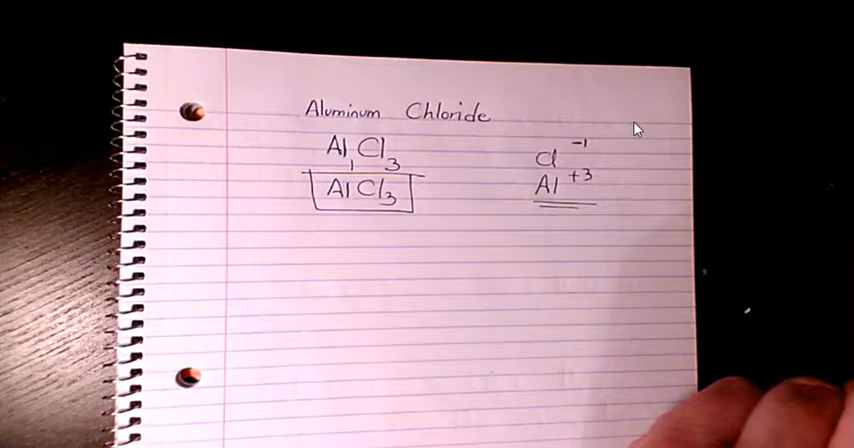 Aluminum Chloride
Al₁Cl₃
AlCl₃
Cl⁻¹
Al⁺³